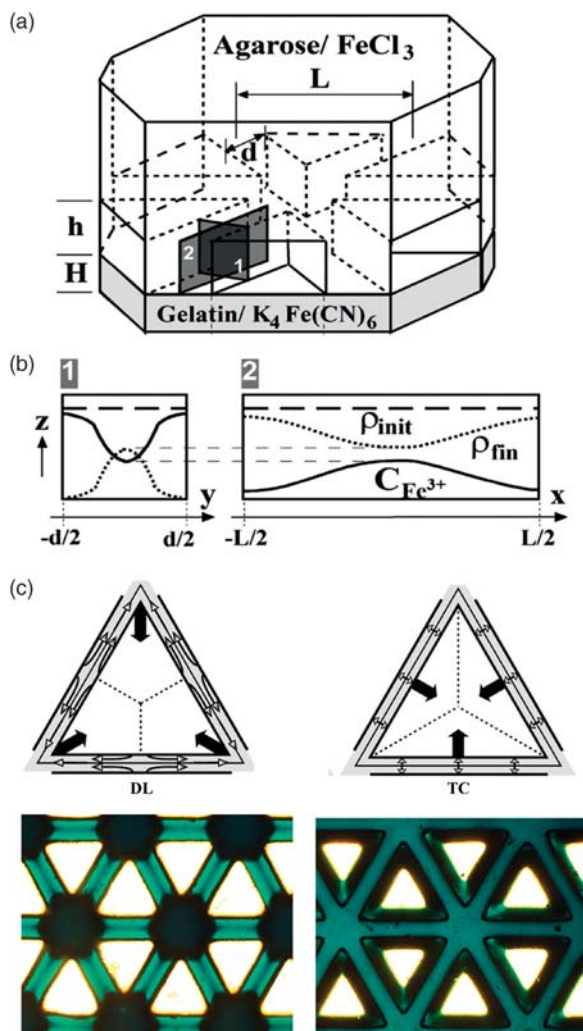 (a)
Agarose/ FeCl₃
L
d
h
H
2
1
Gelatin/ K₄ Fe(CN)₆
(b)
1
2
z
ρinit
ρfin
C Fe³⁺
y
x
-d/2
d/2
-L/2
L/2
(c)
DL
TC